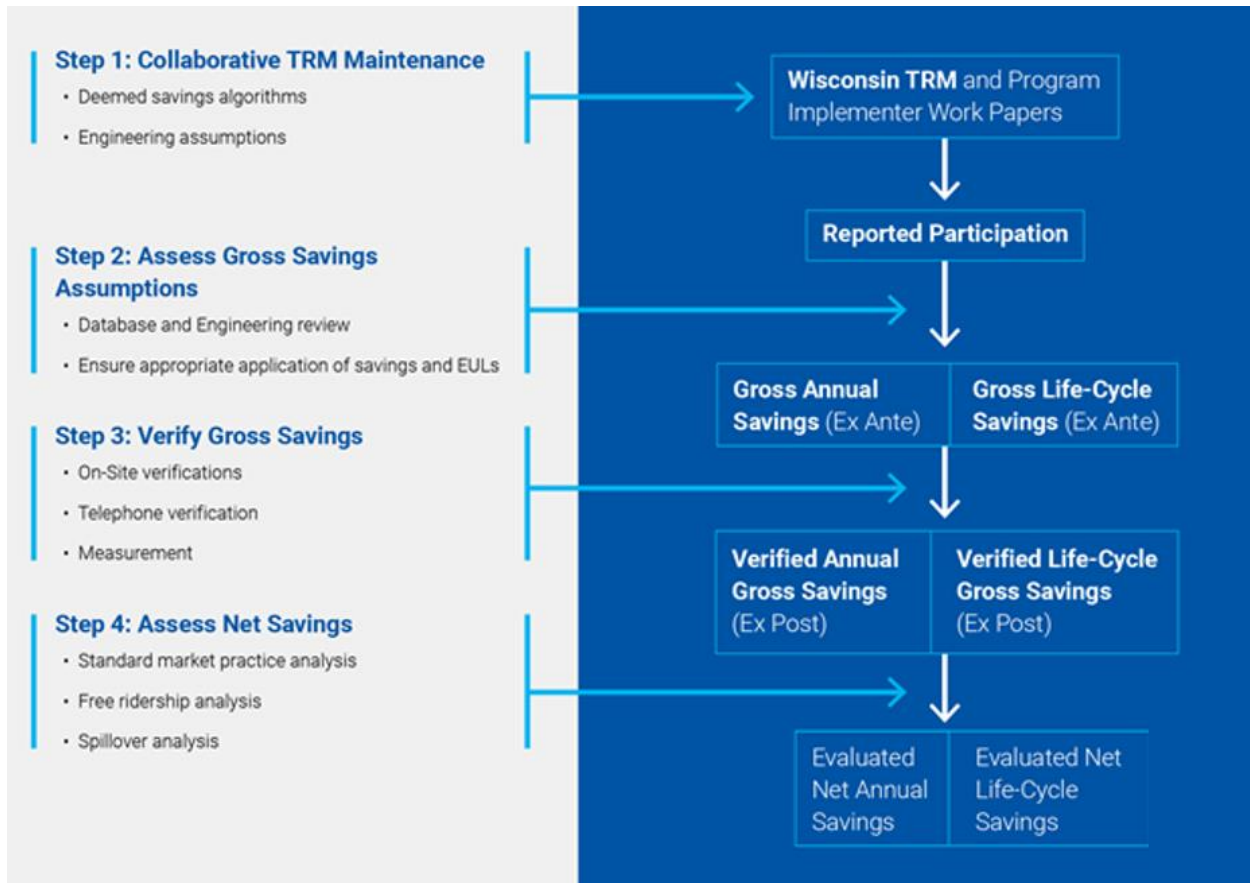 Step 1: Collaborative TRM Maintenance
• Deemed savings algorithms
• Engineering assumptions
Step 2: Assess Gross Savings
Assumptions
• Database and Engineering review
• Ensure appropriate application of savings and EULs
Step 3: Verify Gross Savings
• On-Site verifications
• Telephone verification
• Measurement
Step 4: Assess Net Savings
• Standard market practice analysis
• Free ridership analysis
• Spillover analysis
Wisconsin TRM and Program
Implementer Work Papers
Reported Participation
Gross Annual
Savings (Ex Ante)
Gross Life-Cycle
Savings (Ex Ante)
Verified Annual
Gross Savings
(Ex Post)
Verified Life-Cycle
Gross Savings
(Ex Post)
Evaluated
Net Annual
Savings
Evaluated Net
Life-Cycle
Savings